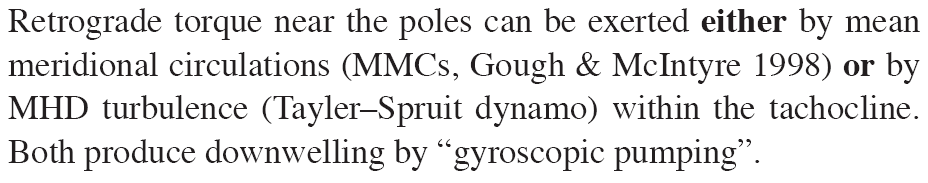 Retrograde torque near the poles can be exerted either by mean
meridional circulations (MMCs, Gough & McIntyre 1998) or by
MHD turbulence (Tayler–Spruit dynamo) within the tachocline.
Both produce downwelling by “gyroscopic pumping”.